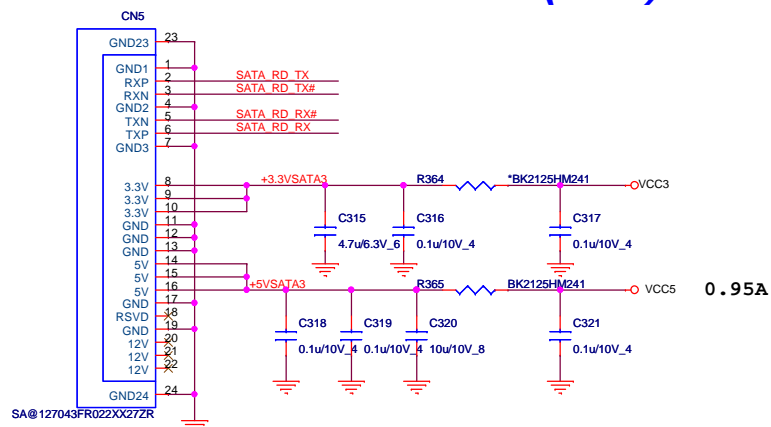 CN5
GND23 23
GND1 1
RXP 2 SATA_RD_TX
RXN 3 SATA_RD_TX#
GND2 4
TXN 5 SATA_RD_RX#
TXP 6 SATA_RD_RX
GND3 7
3.3V 8 +3.3VSATA3 R364 *BK2125HM241 VCC3
3.3V 9
3.3V 10
GND 11
GND 12
GND 13
C315 C316 C317
4.7u/6.3V_6 0.1u/10V_4 0.1u/10V_4
5V 14
5V 15
5V 16 +5VSATA3 R365 BK2125HM241 VCC5 0.95A
GND 17
RSVD 18
GND 19
12V 20
12V 21
12V 22
C318 C319 C320 C321
0.1u/10V_4 0.1u/10V_4 10u/10V_8 0.1u/10V_4
GND24 24
SA@127043FR022XX27ZR